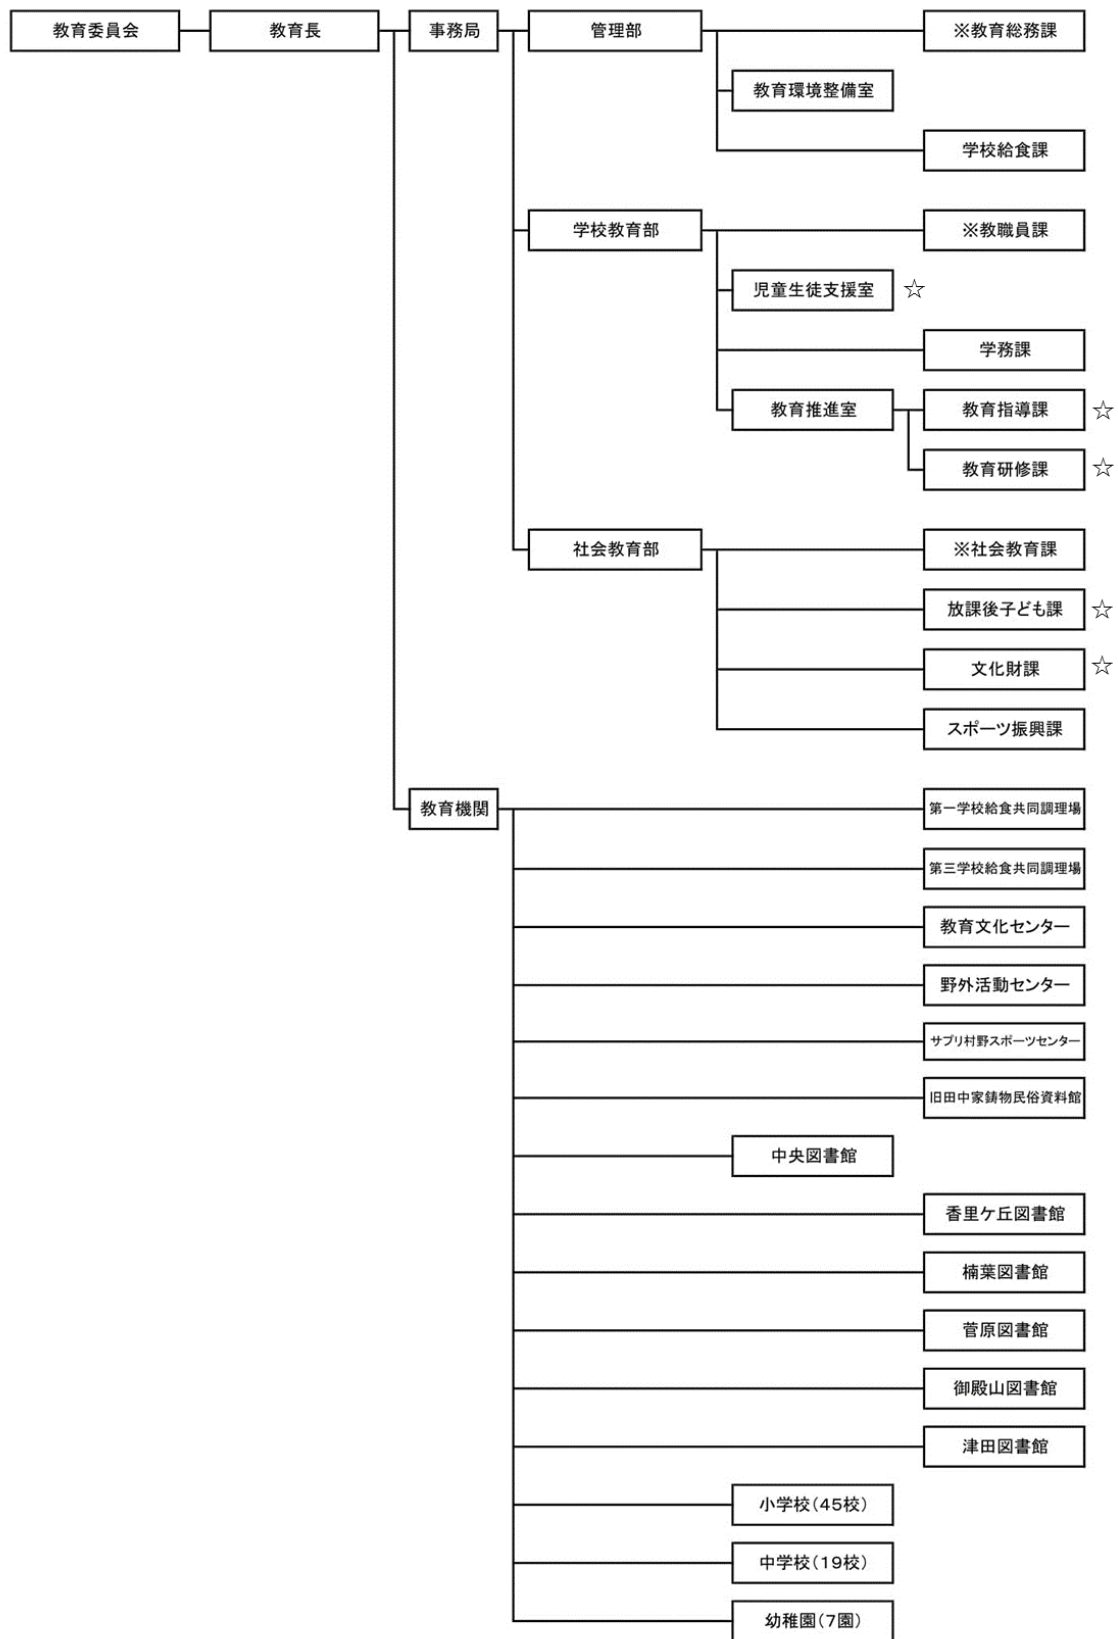 教育委員会
教育長
事務局
管理部
※教育総務課
教育環境整備室
学校給食課
学校教育部
※教職員課
児童生徒支援室
☆
学務課
教育推進室
教育指導課
☆
教育研修課
☆
社会教育部
※社会教育課
放課後子ども課
☆
文化財課
☆
スポーツ振興課
教育機関
第一学校給食共同調理場
第三学校給食共同調理場
教育文化センター
野外活動センター
サプリ村野スポーツセンター
旧田中家鋳物民俗資料館
中央図書館
香里ケ丘図書館
楠葉図書館
菅原図書館
御殿山図書館
津田図書館
小学校(45校)
中学校(19校)
幼稚園(7園)